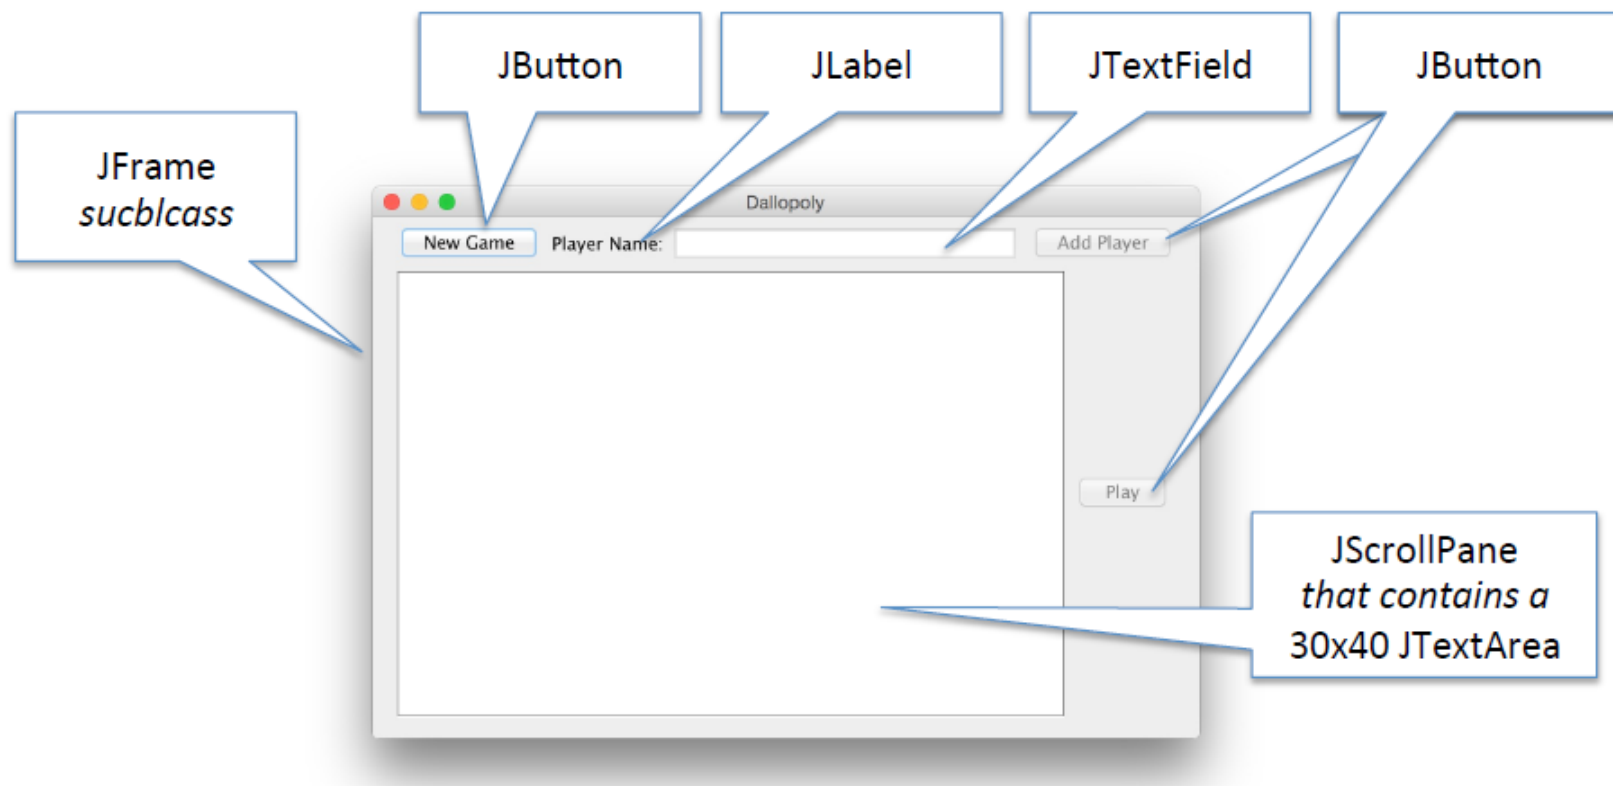 JButton
JLabel
JTextField
JButton
JFrame
sucblcass
Dallopoly
New Game
Player Name:
Add Player
Play
JScrollPane
that contains a
30x40 JTextArea